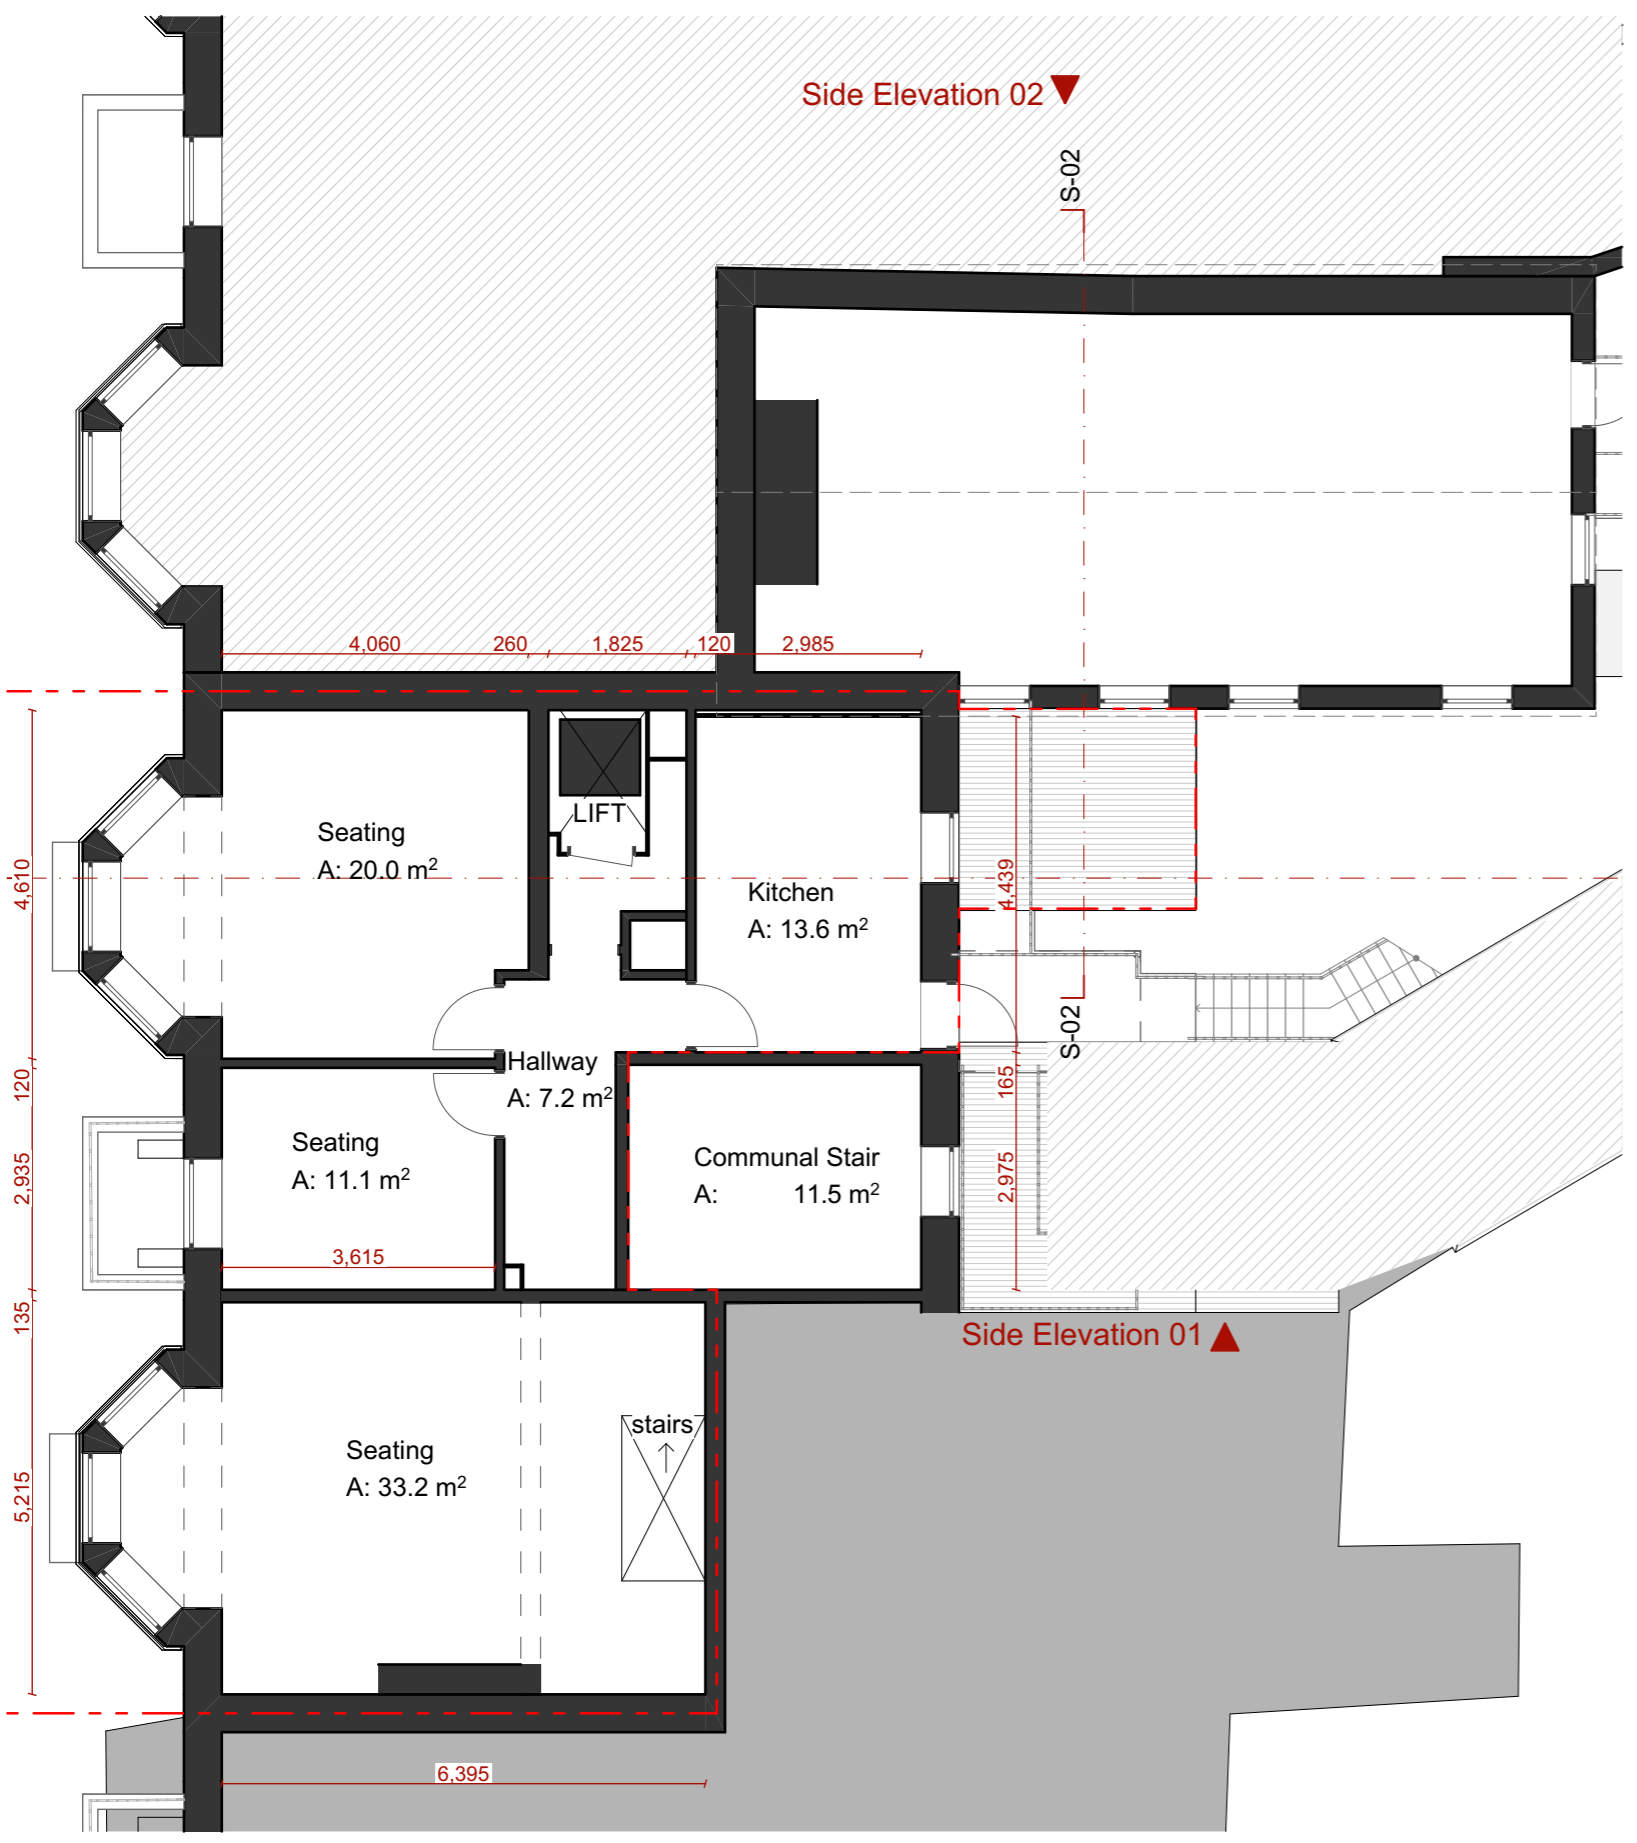 Side Elevation 02
S-02
4,060 260 1,825 120 2,985
LIFT
Seating
A: 20.0 m²
Kitchen
A: 13.6 m²
4,610
4,439
S-02
Hallway
A: 7.2 m²
120
165
Seating
A: 11.1 m²
Communal Stair
A: 11.5 m²
2,935
2,975
3,615
135
Side Elevation 01
stairs
Seating
A: 33.2 m²
5,215
6,395